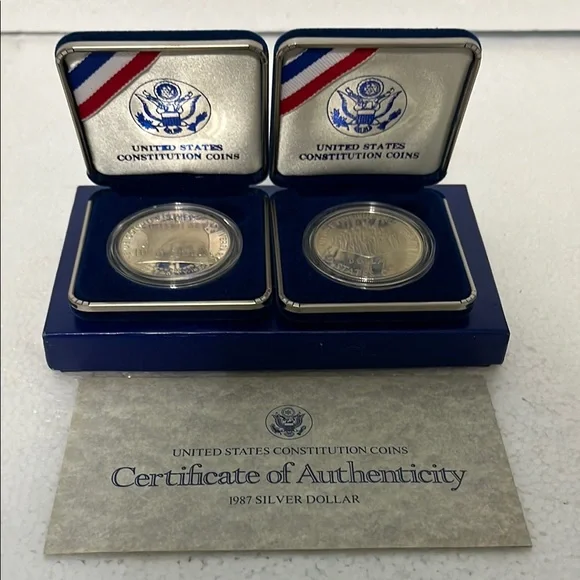 UNITED STATES
CONSTITUTION COINS
UNITED STATES
CONSTITUTION COINS
UNITED STATES CONSTITUTION COINS
Certificate of Authenticity
1987 SILVER DOLLAR